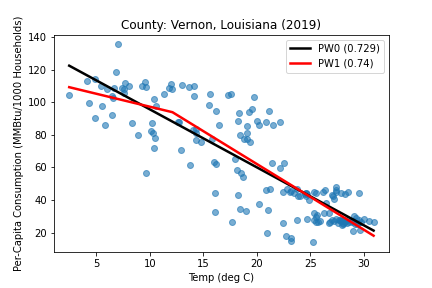 County: Vernon, Louisiana (2019)
Per-Capita Consumption (MMBtu/1000 Households)
140
120
100
80
60
40
20
PW0 (0.729)
PW1 (0.74)
5 10 15 20 25 30
Temp (deg C)